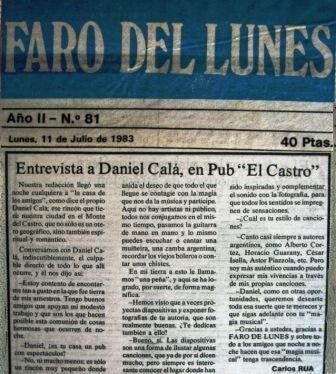 FARO DEL LUNES
Año II - N.º 81
Lunes, 11 de Julio de 1983
40 Ptas.
Entrevista a Daniel Calá, en Pub "El Castro"
Nuestra redacción llegó una
noche cualquiera a "la casa de
los amigos", como dice el propio
Daniel Calá; ese rincón que tie-
ne nuestra ciudad en el Monte
del Castro, que no sólo es un ote-
ro geográfico, sino también espi-
ritual y romántico.
Conversamos con Daniel Ca-
lá, indiscutiblemente, el culpa-
ble directo de todo lo que allí
ocurre, y él nos dijo así:
—Estoy contento de encontrar-
me tan a gusto en la que fue tierra
de mis ancestros. Tengo buenos
amigos que apoyan mi modesto
trabajo y que son los que hacen
posible esta comunión de cosas
hermosas que ocurren de no-
che.
—Daniel, ¿es tu casa un pub
con espectáculos?
—No, ni mucho menos; es sólo
un rincón muy pequeño donde
anida el deseo de que todo el que
llegue se contagie con la magia
que nos da la música y participe.
Aquí no hay artistas ni público,
todos nos conjugamos en el mis-
mo tiempo, pasamos la guitarra
de mano en mano y lo mismo
puedes escuchar o cantar una
muiñeira, una zamba argentina,
recordar los viejos boleros o con-
tar unos chistes.
En mi tierra a esto le llama-
mos "una peña", y aquí se ha lo-
grado, por suerte, de forma mag-
nífica.
—Hemos visto que a veces pro-
yectas diapositivas y exponer fo-
tografías de tu autoría, que son
realmente buenas. ¿Te dedicas
también a ello?
—Bueno, sí. Las diapositivas
son una forma de ilustrar algunas
canciones, que ya de por sí dicen
mucho, pero siempre es intere-
sante conocer el lugar donde han
sido inspiradas y complementar
el sonido con la fotografía, para
que todos los sentidos se impreg-
nen de sensaciones.
—¿Cuál es tu estilo de cancio-
nes?
—Canto casi siempre a autores
argentinos, como Alberto Cor-
tez, Horacio Guarany, César
Isella, Astor Piazzola, etc. Pero
soy más auténtico cuando puedo
expresar mis vivencias a través
de mis propias canciones.
—Daniel, como en otras opor-
tunidades, queremos desearte
toda esa suerte que te mereces y
que sigas adelante con tu "ma-
gia musical".
—Gracias a ustedes, gracias a
FARO DE LUNES y sobre to-
do a los amigos que noche a no-
che hacen que esa "magia musi-
cal" tenga trascendencia.
Carlos RUA